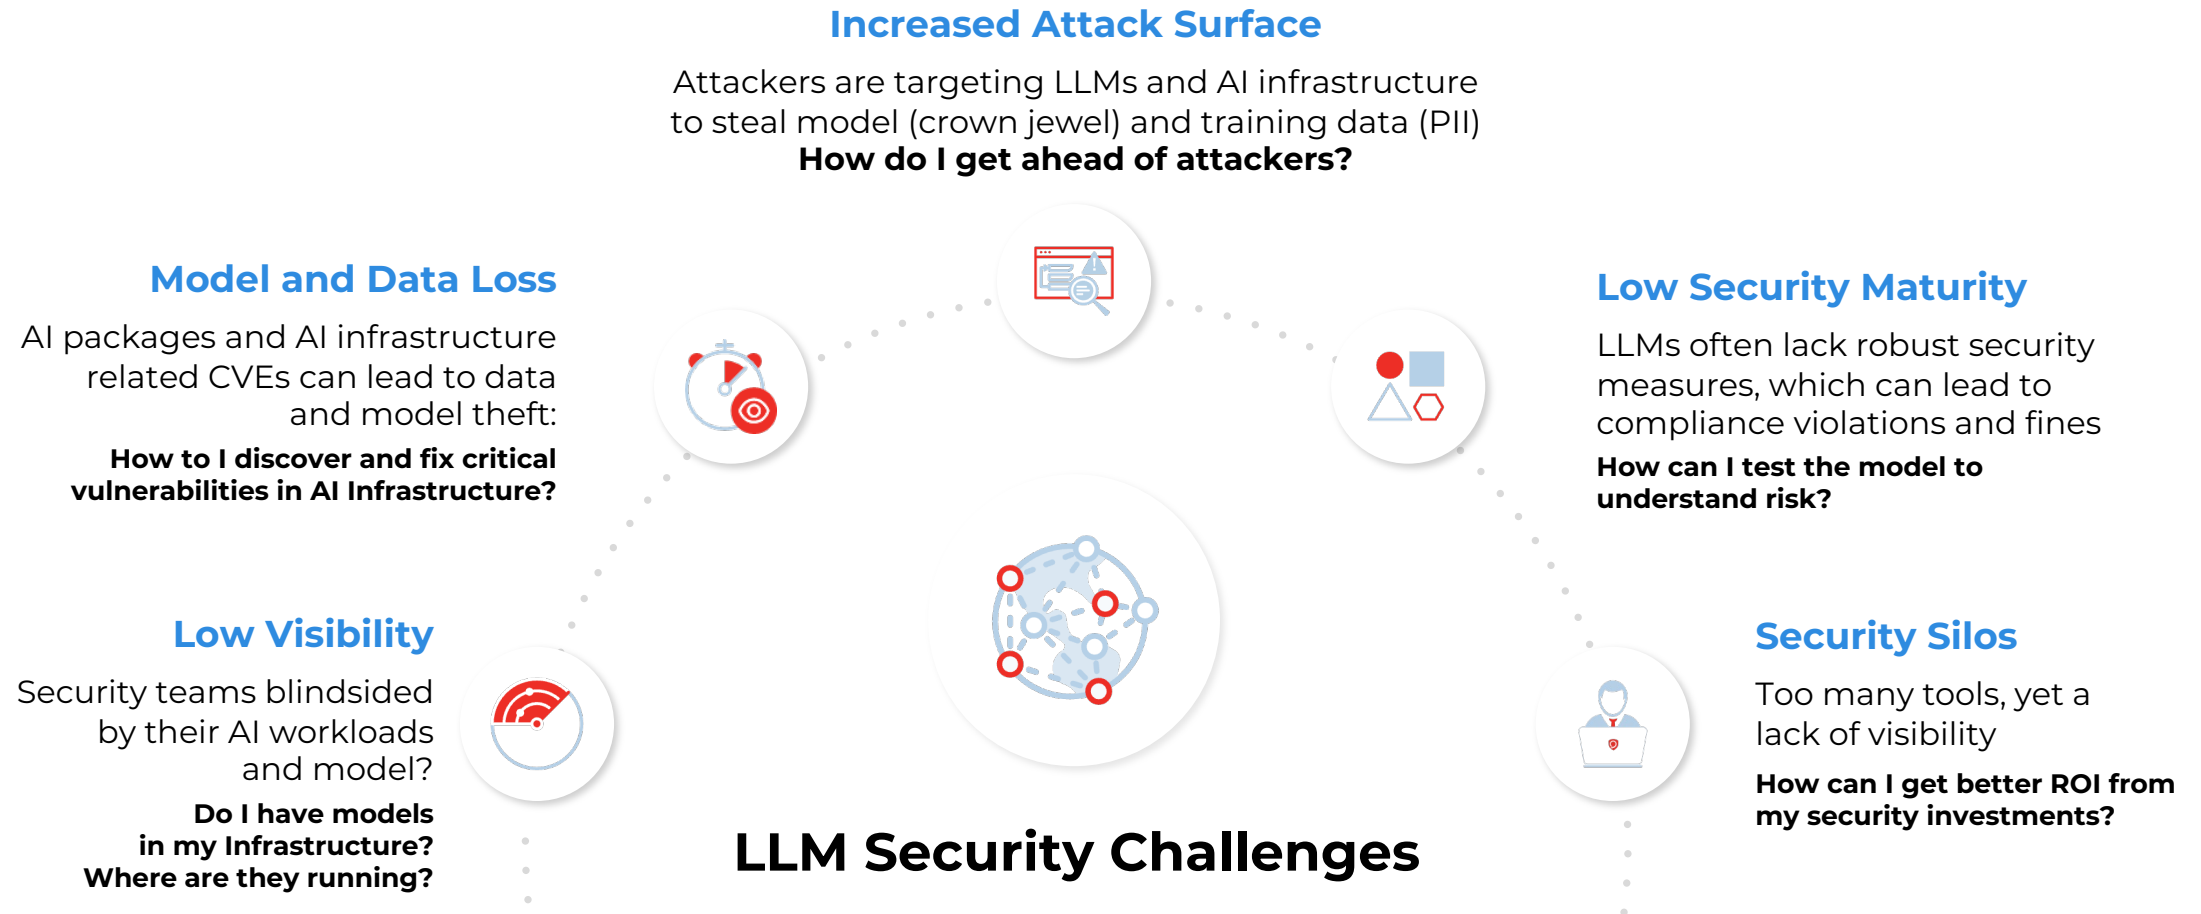 Increased Attack Surface
Attackers are targeting LLMs and AI infrastructure
to steal model (crown jewel) and training data (PII)
How do I get ahead of attackers?
Model and Data Loss
AI packages and AI infrastructure
related CVEs can lead to data
and model theft:
How to I discover and fix critical
vulnerabilities in AI Infrastructure?
Low Security Maturity
LLMs often lack robust security
measures, which can lead to
compliance violations and fines
How can I test the model to
understand risk?
Low Visibility
Security teams blindsided
by their AI workloads
and model?
Do I have models
in my Infrastructure?
Where are they running?
Security Silos
Too many tools, yet a
lack of visibility
How can I get better ROI from
my security investments?
LLM Security Challenges